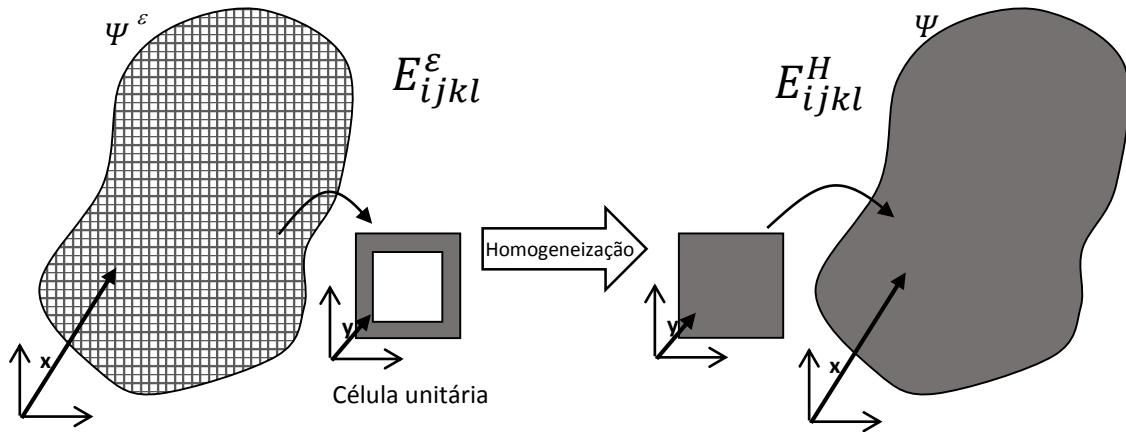 Ψ^ε
E^ε_ijkl
Ψ
E^H_ijkl
Homogeneização
x
y
Célula unitária
y
x